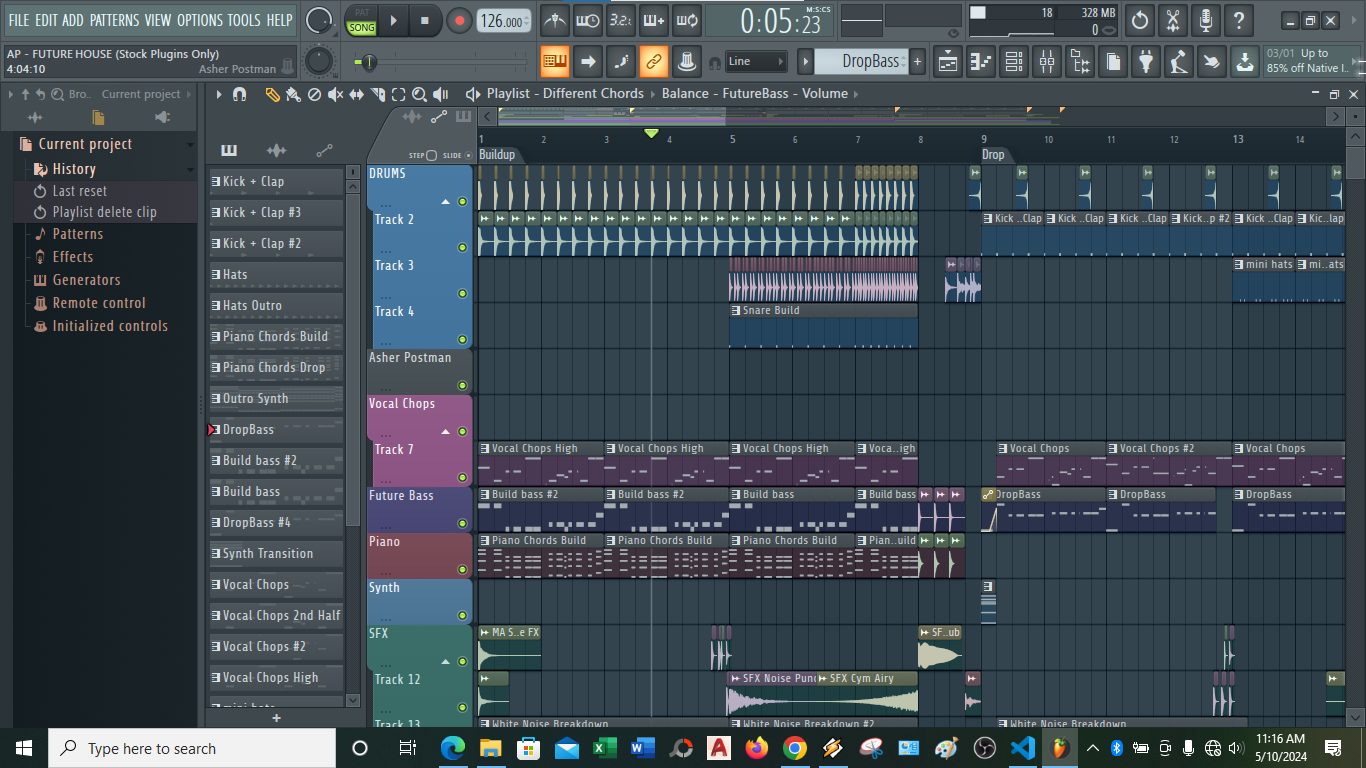 FILE EDIT ADD PATTERNS VIEW OPTIONS TOOLS HELP
PAT
SONG
126.000
3.2..
M:S:CS
0:05:23
18
328 MB
0
AP - FUTURE HOUSE (Stock Plugins Only)
4:04:10
Asher Postman
Line
DropBass
03/01 Up to
85% off Native I..
Bro..
Current project
Playlist - Different Chords
Balance - FutureBass - Volume
STEP
SLIDE
1 2 3 4 5 6 7 8 9 10 11 12 13 14
Buildup
Drop
Current project
History
Last reset
Playlist delete clip
Patterns
Effects
Generators
Remote control
Initialized controls
Kick + Clap
Kick + Clap #3
Kick + Clap #2
Hats
Hats Outro
Piano Chords Build
Piano Chords Drop
Outro Synth
DropBass
Build bass #2
Build bass
DropBass #4
Synth Transition
Vocal Chops
Vocal Chops 2nd Half
Vocal Chops #2
Vocal Chops High
mini hats
DRUMS
Track 2
Kick ..Clap Kick ..Clap Kick ..Clap Kick..p #2 Kick ..Clap Kic..lap
Track 3
mini hats mi..ats
Track 4
Snare Build
Asher Postman
Vocal Chops
Track 7
Vocal Chops High Vocal Chops High Vocal Chops High Voca..igh Vocal Chops Vocal Chops #2 Vocal Chops
Future Bass
Build bass #2 Build bass #2 Build bass Build bass DropBass DropBass DropBass
Piano
Piano Chords Build Piano Chords Build Piano Chords Build Pian..uild
Synth
SFX
MA S..e FX SF..ub
Track 12
SFX Noise Punc SFX Cym Airy
Track 13
White Noise Breakdown White Noise Breakdown #2 White Noise Breakdown
Type here to search
11:16 AM
5/10/2024